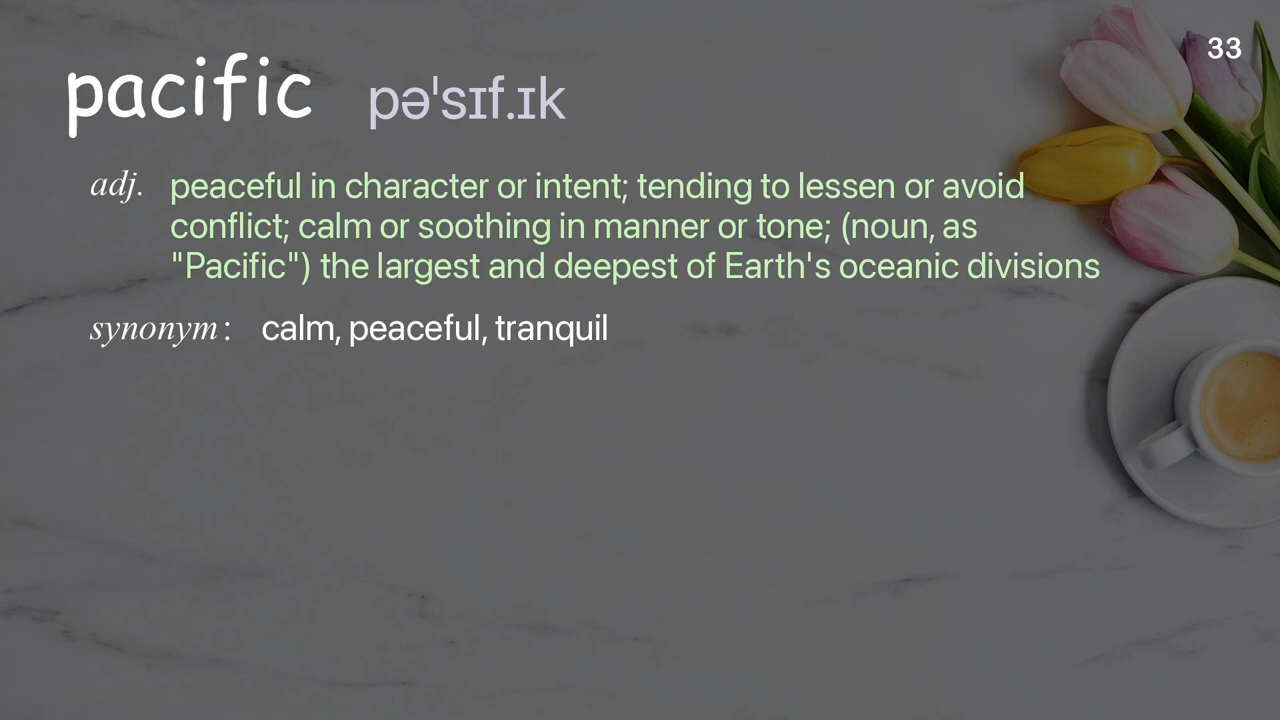 33
pacific pəˈsɪf.ɪk
adj. peaceful in character or intent; tending to lessen or avoid
conflict; calm or soothing in manner or tone; (noun, as
"Pacific") the largest and deepest of Earth's oceanic divisions
synonym: calm, peaceful, tranquil